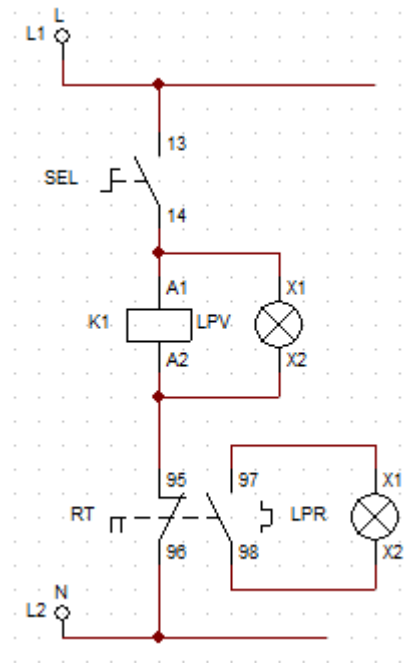 L
L1
13
SEL
14
A1 X1
K1 LPV
A2 X2
95 97 X1
RT LPR
96 98 X2
N
L2